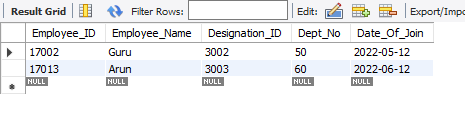 Result Grid Filter Rows: Edit: Export/Impor
Employee_ID Employee_Name Designation_ID Dept_No Date_Of_Join
17002 Guru 3002 50 2022-05-12
17013 Arun 3003 60 2022-06-12
NULL NULL NULL NULL NULL